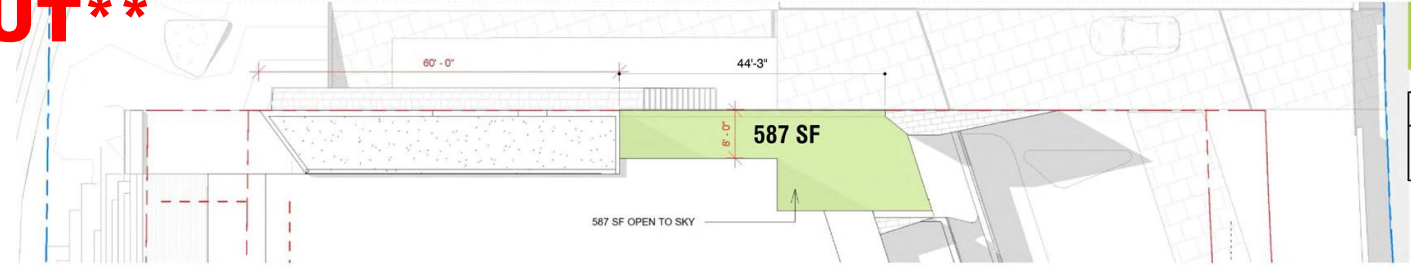 UT**
60' - 0"
44'-3"
8' - 0"
587 SF
587 SF OPEN TO SKY